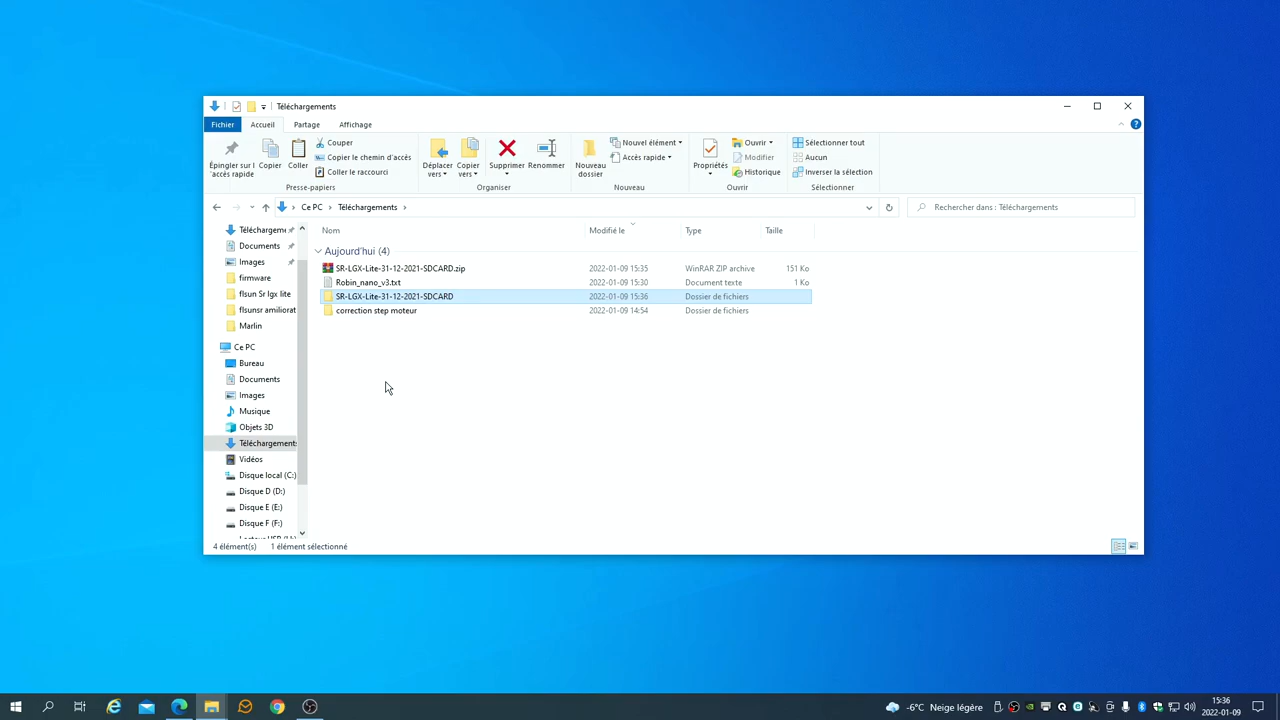 Téléchargements
Fichier Accueil Partage Affichage
Épingler sur l'accès rapide
Copier
Coller
Couper
Copier le chemin d'accès
Coller le raccourci
Presse-papiers
Déplacer vers
Copier vers
Supprimer
Renommer
Organiser
Nouveau dossier
Nouvel élément
Accès rapide
Nouveau
Propriétés
Ouvrir
Modifier
Historique
Ouvrir
Sélectionner tout
Aucun
Inverser la sélection
Sélectionner
Ce PC > Téléchargements >
Rechercher dans : Téléchargements
Nom Modifié le Type Taille
Aujourd'hui (4)
SR-LGX-Lite-31-12-2021-SDCARD.zip 2022-01-09 15:35 WinRAR ZIP archive 151 Ko
Robin_nano_v3.txt 2022-01-09 15:30 Document texte 1 Ko
SR-LGX-Lite-31-12-2021-SDCARD 2022-01-09 15:36 Dossier de fichiers
correction step moteur 2022-01-09 14:54 Dossier de fichiers
Téléchargeme
Documents
Images
firmware
flsun Sr lgx lite
flsunsr amiliorat
Marlin
Ce PC
Bureau
Documents
Images
Musique
Objets 3D
Téléchargements
Vidéos
Disque local (C:)
Disque D (D:)
Disque E (E:)
Disque F (F:)
4 élément(s) 1 élément sélectionné
-6°C Neige légère
15:36
2022-01-09